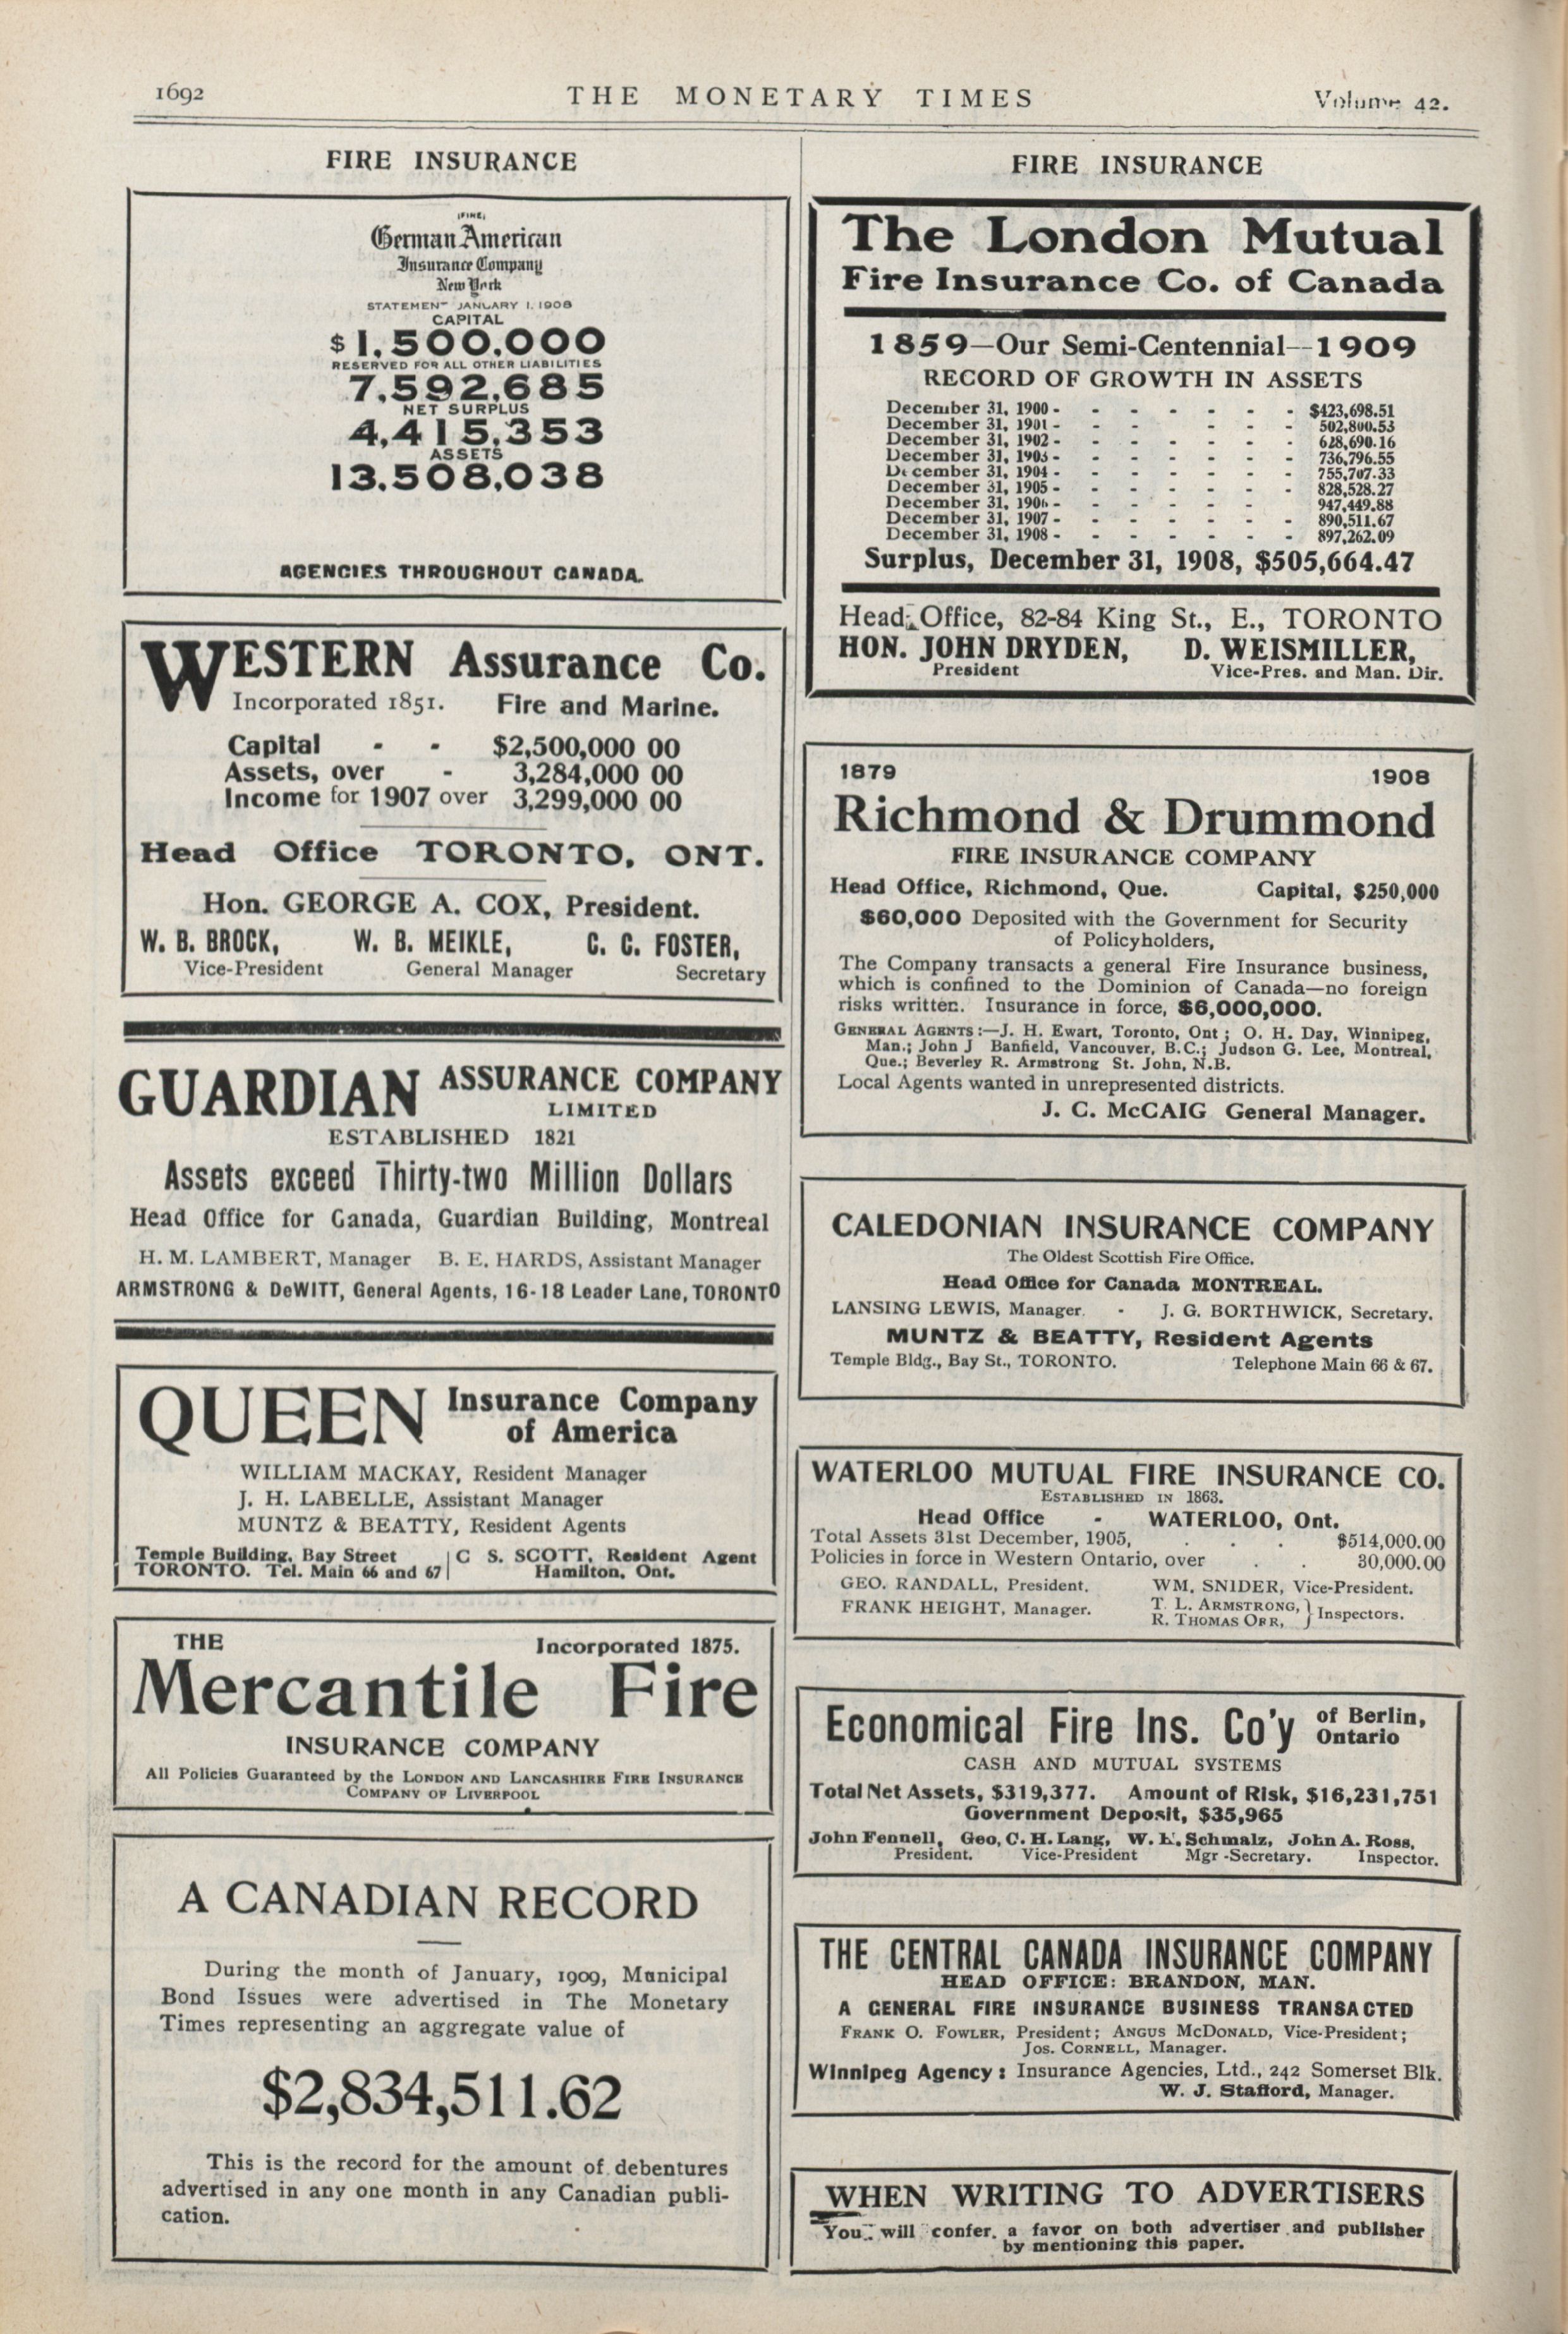 1692
THE MONETARY TIMES
Volume 42.
FIRE INSURANCE
German American
Insurance Company
New York
STATEMENT JANUARY 1, 1908
CAPITAL
$1,500,000
RESERVED FOR ALL OTHER LIABILITIES
7,592,685
NET SURPLUS
4,415,353
ASSETS
13,508,038
AGENCIES THROUGHOUT CANADA.
WESTERN Assurance Co.
Incorporated 1851. Fire and Marine.
Capital - - $2,500,000 00
Assets, over - 3,284,000 00
Income for 1907 over 3,299,000 00
Head Office TORONTO, ONT.
Hon. GEORGE A. COX, President.
W. B. BROCK, W. B. MEIKLE, C. C. FOSTER,
Vice-President General Manager Secretary
GUARDIAN ASSURANCE COMPANY
LIMITED
ESTABLISHED 1821
Assets exceed Thirty-two Million Dollars
Head Office for Canada, Guardian Building, Montreal
H. M. LAMBERT, Manager B. E. HARDS, Assistant Manager
ARMSTRONG & DeWITT, General Agents, 16-18 Leader Lane, TORONTO
QUEEN Insurance Company
of America
WILLIAM MACKAY, Resident Manager
J. H. LABELLE, Assistant Manager
MUNTZ & BEATTY, Resident Agents
Temple Building, Bay Street
TORONTO. Tel. Main 66 and 67
C S. SCOTT, Resident Agent
Hamilton, Ont.
THE Incorporated 1875.
Mercantile Fire
INSURANCE COMPANY
All Policies Guaranteed by the LONDON AND LANCASHIRE FIRE INSURANCE
COMPANY OF LIVERPOOL
A CANADIAN RECORD
During the month of January, 1909, Municipal
Bond Issues were advertised in The Monetary
Times representing an aggregate value of
$2,834,511.62
This is the record for the amount of debentures
advertised in any one month in any Canadian publi-
cation.
FIRE INSURANCE
The London Mutual
Fire Insurance Co. of Canada
1859—Our Semi-Centennial—1909
RECORD OF GROWTH IN ASSETS
December 31, 1900 - - - - - - - $423,698.51
December 31, 1901 - - - - - - 502,800.53
December 31, 1902 - - - - - - - 628,690.16
December 31, 1903 - - - - - - - 736,796.55
December 31, 1904 - - - - - - - 755,707.33
December 31, 1905 - - - - - - - 828,528.27
December 31, 1906 - - - - - - 947,449.88
December 31, 1907 - - - - - - - 890,511.67
December 31, 1908 - - - - - - - 897,262.09
Surplus, December 31, 1908, $505,664.47
Head Office, 82-84 King St., E., TORONTO
HON. JOHN DRYDEN, D. WEISMILLER,
President Vice-Pres. and Man. Dir.
1879 1908
Richmond & Drummond
FIRE INSURANCE COMPANY
Head Office, Richmond, Que. Capital, $250,000
$60,000 Deposited with the Government for Security
of Policyholders,
The Company transacts a general Fire Insurance business,
which is confined to the Dominion of Canada—no foreign
risks written. Insurance in force, $6,000,000.
GENERAL AGENTS:—J. H. Ewart, Toronto, Ont; O. H. Day, Winnipeg,
Man.; John J Banfield, Vancouver, B.C.; Judson G. Lee, Montreal,
Que.; Beverley R. Armstrong St. John, N.B.
Local Agents wanted in unrepresented districts.
J. C. McCAIG General Manager.
CALEDONIAN INSURANCE COMPANY
The Oldest Scottish Fire Office.
Head Office for Canada MONTREAL.
LANSING LEWIS, Manager. - J. G. BORTHWICK, Secretary.
MUNTZ & BEATTY, Resident Agents
Temple Bldg., Bay St., TORONTO. Telephone Main 66 & 67.
WATERLOO MUTUAL FIRE INSURANCE CO.
ESTABLISHED IN 1863.
Head Office - WATERLOO, Ont.
Total Assets 31st December, 1905, . . . $514,000.00
Policies in force in Western Ontario, over . . 30,000.00
GEO. RANDALL, President. WM. SNIDER, Vice-President.
FRANK HEIGHT, Manager. T. L. ARMSTRONG,
R. THOMAS ORR, } Inspectors.
Economical Fire Ins. Co'y of Berlin,
Ontario
CASH AND MUTUAL SYSTEMS
Total Net Assets, $319,377. Amount of Risk, $16,231,751
Government Deposit, $35,965
John Fennell, Geo, C. H. Lang, W. H. Schmalz, John A. Ross,
President. Vice-President Mgr -Secretary. Inspector.
THE CENTRAL CANADA INSURANCE COMPANY
HEAD OFFICE: BRANDON, MAN.
A GENERAL FIRE INSURANCE BUSINESS TRANSACTED
FRANK O. FOWLER, President; ANGUS MCDONALD, Vice-President;
JOS. CORNELL, Manager.
Winnipeg Agency: Insurance Agencies, Ltd., 242 Somerset Blk.
W. J. Stafford, Manager.
WHEN WRITING TO ADVERTISERS
You will confer a favor on both advertiser and publisher
by mentioning this paper.